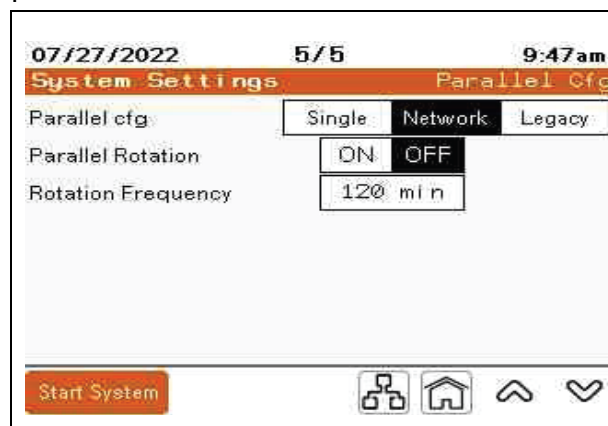 07/27/2022 5/5 9:47am
System Settings Parallel Cfg
Parallel cfg Single Network Legacy
Parallel Rotation ON OFF
Rotation Frequency 120 min
Start System